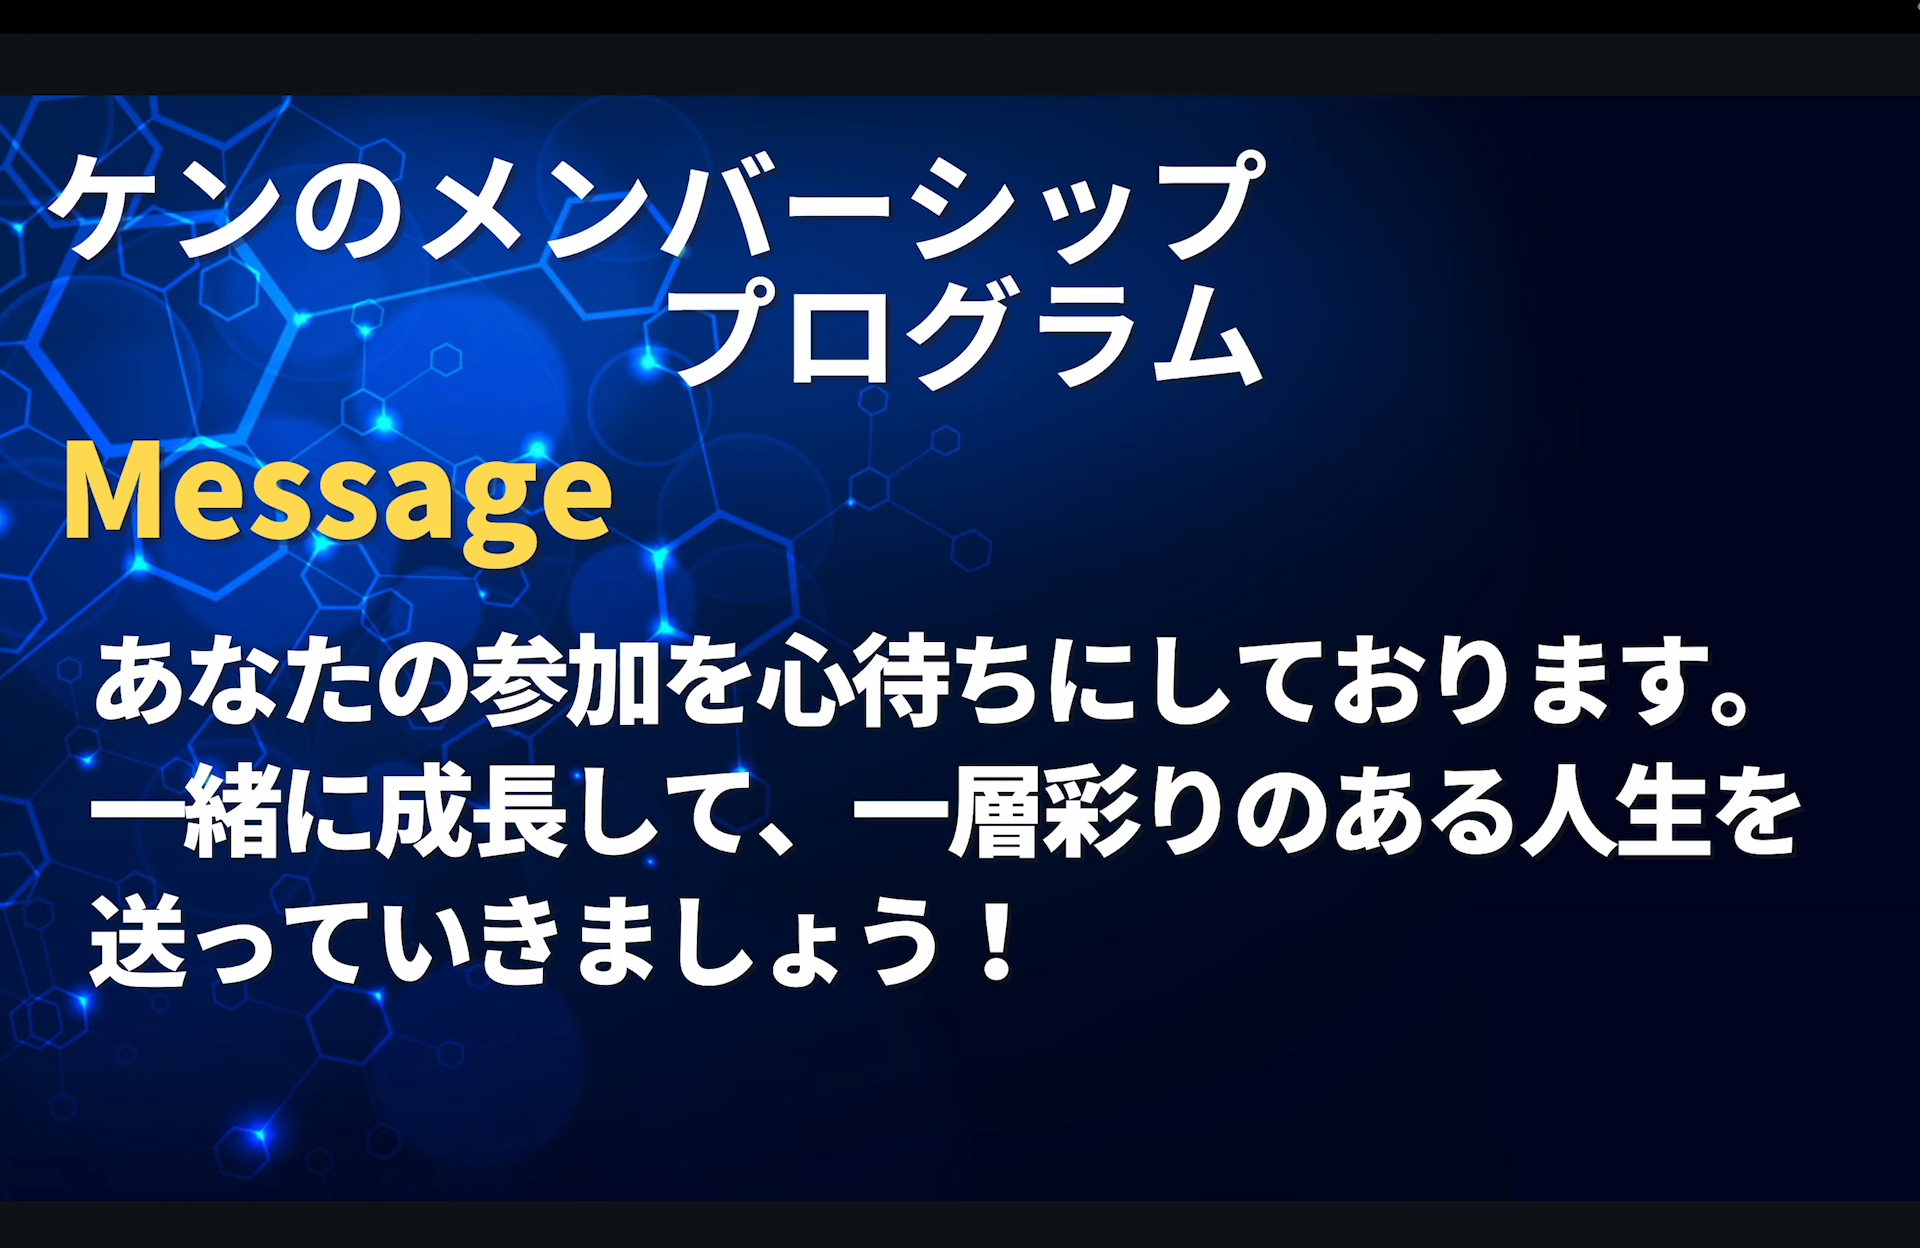 ケンのメンバーシップ
プログラム
Message
あなたの参加を心待ちにしております。
一緒に成長して、一層彩りのある人生を
送っていきましょう！